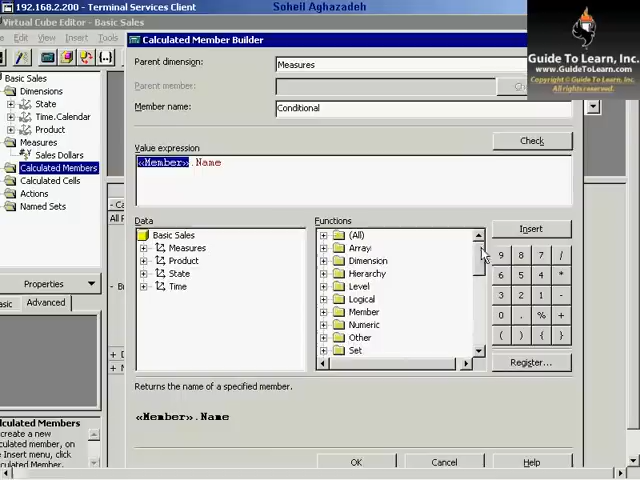 192.168.2.200 - Terminal Services Client
Soheil Aghazadeh
Virtual Cube Editor - Basic Sales
Edit View Insert Tools
Calculated Member Builder
Parent dimension:
Measures
Parent member:
Member name:
Conditional
Guide To Learn, Inc.
www.GuideToLearn.com
Copyright © Guide To Learn, Inc.
All rights reserved.
Basic Sales
Dimensions
State
Time.Calendar
Product
Measures
Sales Dollars
Calculated Members
Calculated Cells
Actions
Named Sets
Properties
Advanced
Calculated Members
create a new
culated member, on
Insert menu, click
Value expression
Check
«Member».Name
Data
Basic Sales
Measures
Product
State
Time
Functions
(All)
Array
Dimension
Hierarchy
Level
Logical
Member
Numeric
Other
Set
Insert
9 8 7 /
6 5 4 *
3 2 1 -
0 . % +
( ) { }
Register...
Returns the name of a specified member.
«Member».Name
OK
Cancel
Help